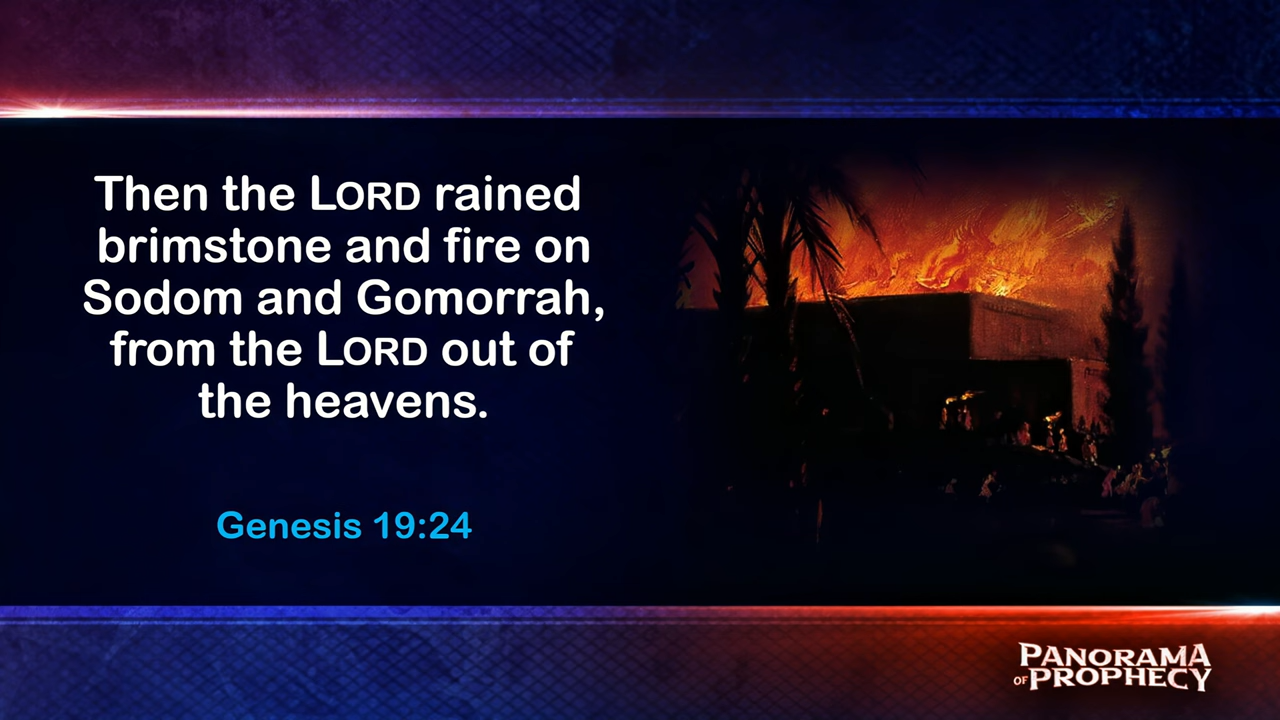 Then the LORD rained
brimstone and fire on
Sodom and Gomorrah,
from the LORD out of
the heavens.
Genesis 19:24
PANORAMA
OF PROPHECY